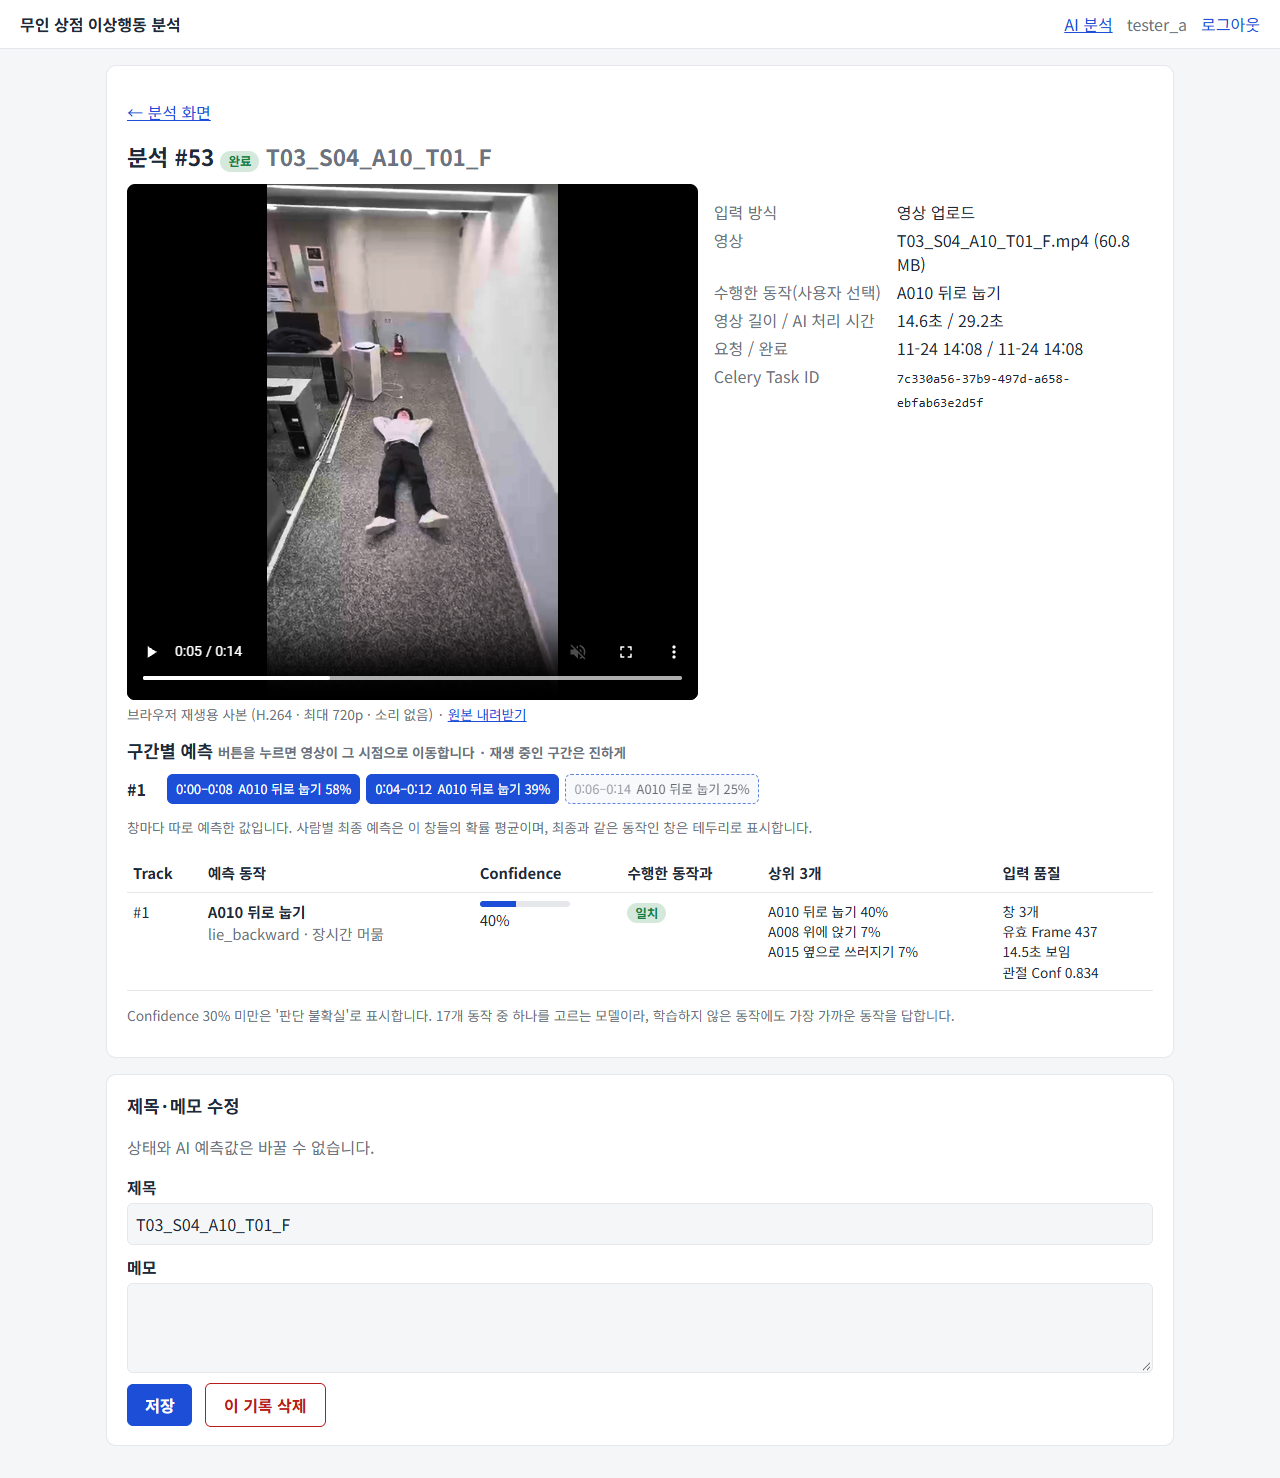 무인 상점 이상행동 분석
AI 분석 tester_a 로그아웃
← 분석 화면
분석 #53 완료 T03_S04_A10_T01_F
0:05 / 0:14
입력 방식 영상 업로드
영상 T03_S04_A10_T01_F.mp4 (60.8
MB)
수행한 동작(사용자 선택) A010 뒤로 눕기
영상 길이 / AI 처리 시간 14.6초 / 29.2초
요청 / 완료 11-24 14:08 / 11-24 14:08
Celery Task ID 7c330a56-37b9-497d-a658-
ebfab63e2d5f
브라우저 재생용 사본 (H.264 · 최대 720p · 소리 없음) · 원본 내려받기
구간별 예측 버튼을 누르면 영상이 그 시점으로 이동합니다 · 재생 중인 구간은 진하게
#1 0:00–0:08 A010 뒤로 눕기 58% 0:04–0:12 A010 뒤로 눕기 39% 0:06–0:14 A010 뒤로 눕기 25%
창마다 따로 예측한 값입니다. 사람별 최종 예측은 이 창들의 확률 평균이며, 최종과 같은 동작인 창은 테두리로 표시합니다.
Track 예측 동작 Confidence 수행한 동작과 상위 3개 입력 품질
#1 A010 뒤로 눕기 40% 일치 A010 뒤로 눕기 40% 창 3개
lie_backward · 장시간 머묾 A008 위에 앉기 7% 유효 Frame 437
A015 옆으로 쓰러지기 7% 14.5초 보임
관절 Conf 0.834
Confidence 30% 미만은 '판단 불확실'로 표시합니다. 17개 동작 중 하나를 고르는 모델이라, 학습하지 않은 동작에도 가장 가까운 동작을 답합니다.
제목·메모 수정
상태와 AI 예측값은 바꿀 수 없습니다.
제목
T03_S04_A10_T01_F
메모
저장 이 기록 삭제